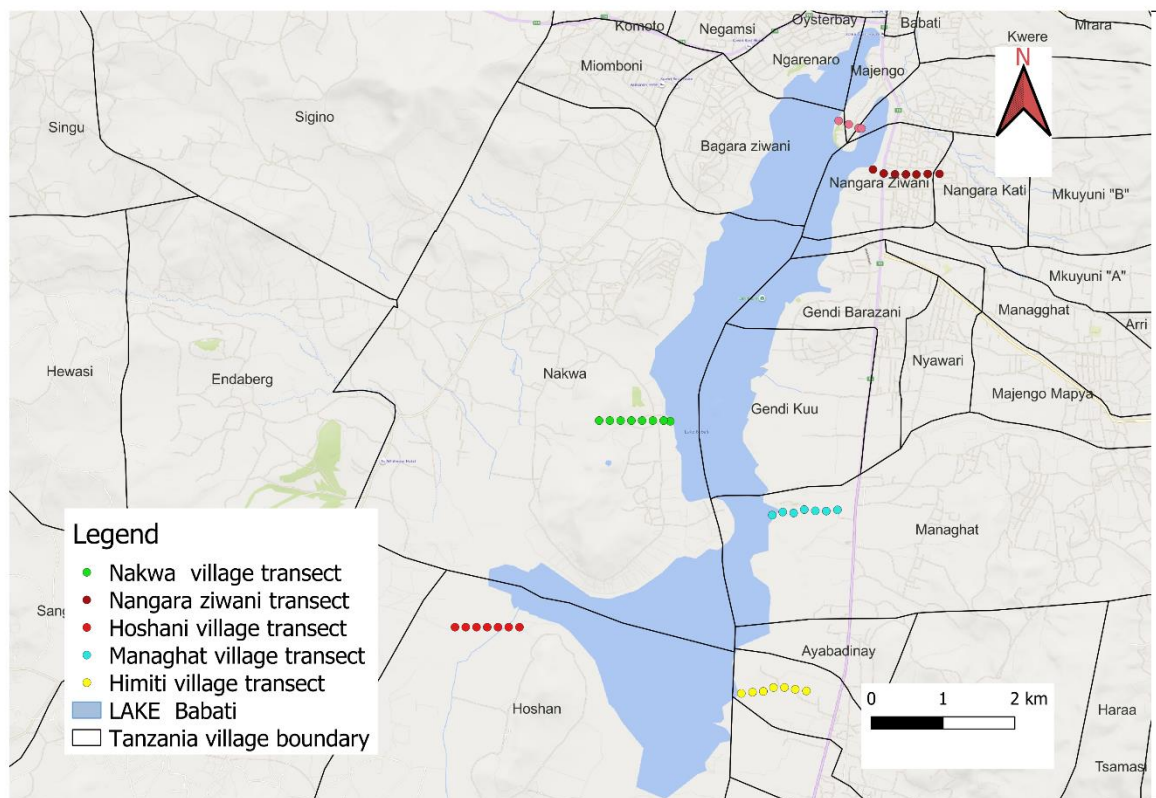 Oysterbay
Babati
Komoto
Negamsi
Mrara
Kwere
Miomboni
Ngarenaro
Majengo
N
Sigino
Singu
Bagara ziwani
Nangara Ziwani
Nangara Kati
Mkuyuni "B"
Mkuyuni "A"
Managghat
Arri
Gendi Barazani
Nyawari
Hewasi
Endaberg
Nakwa
Gendi Kuu
Majengo Mapya
Managhat
Legend
Nakwa village transect
Nangara ziwani transect
Hoshani village transect
Managhat village transect
Himiti village transect
LAKE Babati
Tanzania village boundary
Sang
Ayabadinay
Hoshan
0 1 2 km
Haraa
Tsamasi